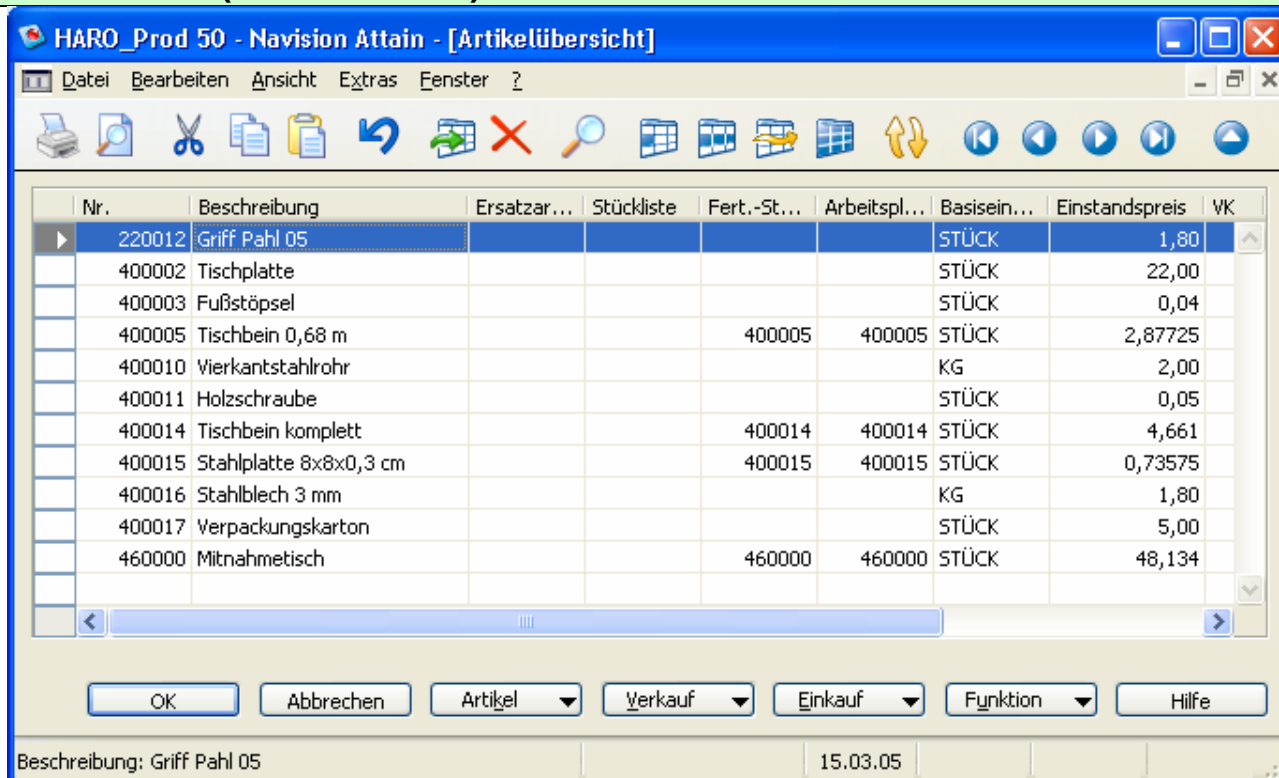 HARO_Prod 50 - Navision Attain - [Artikelübersicht]
Datei Bearbeiten Ansicht Extras Fenster ?
Nr. Beschreibung Ersatzar... Stückliste Fert.-St... Arbeitspl... Basisein... Einstandspreis VK
220012 Griff Pahl 05 STÜCK 1,80
400002 Tischplatte STÜCK 22,00
400003 Fußstöpsel STÜCK 0,04
400005 Tischbein 0,68 m 400005 400005 STÜCK 2,87725
400010 Vierkantstahlrohr KG 2,00
400011 Holzschraube STÜCK 0,05
400014 Tischbein komplett 400014 400014 STÜCK 4,661
400015 Stahlplatte 8x8x0,3 cm 400015 400015 STÜCK 0,73575
400016 Stahlblech 3 mm KG 1,80
400017 Verpackungskarton STÜCK 5,00
460000 Mitnahmetisch 460000 460000 STÜCK 48,134
OK Abbrechen Artikel Verkauf Einkauf Funktion Hilfe
Beschreibung: Griff Pahl 05 15.03.05